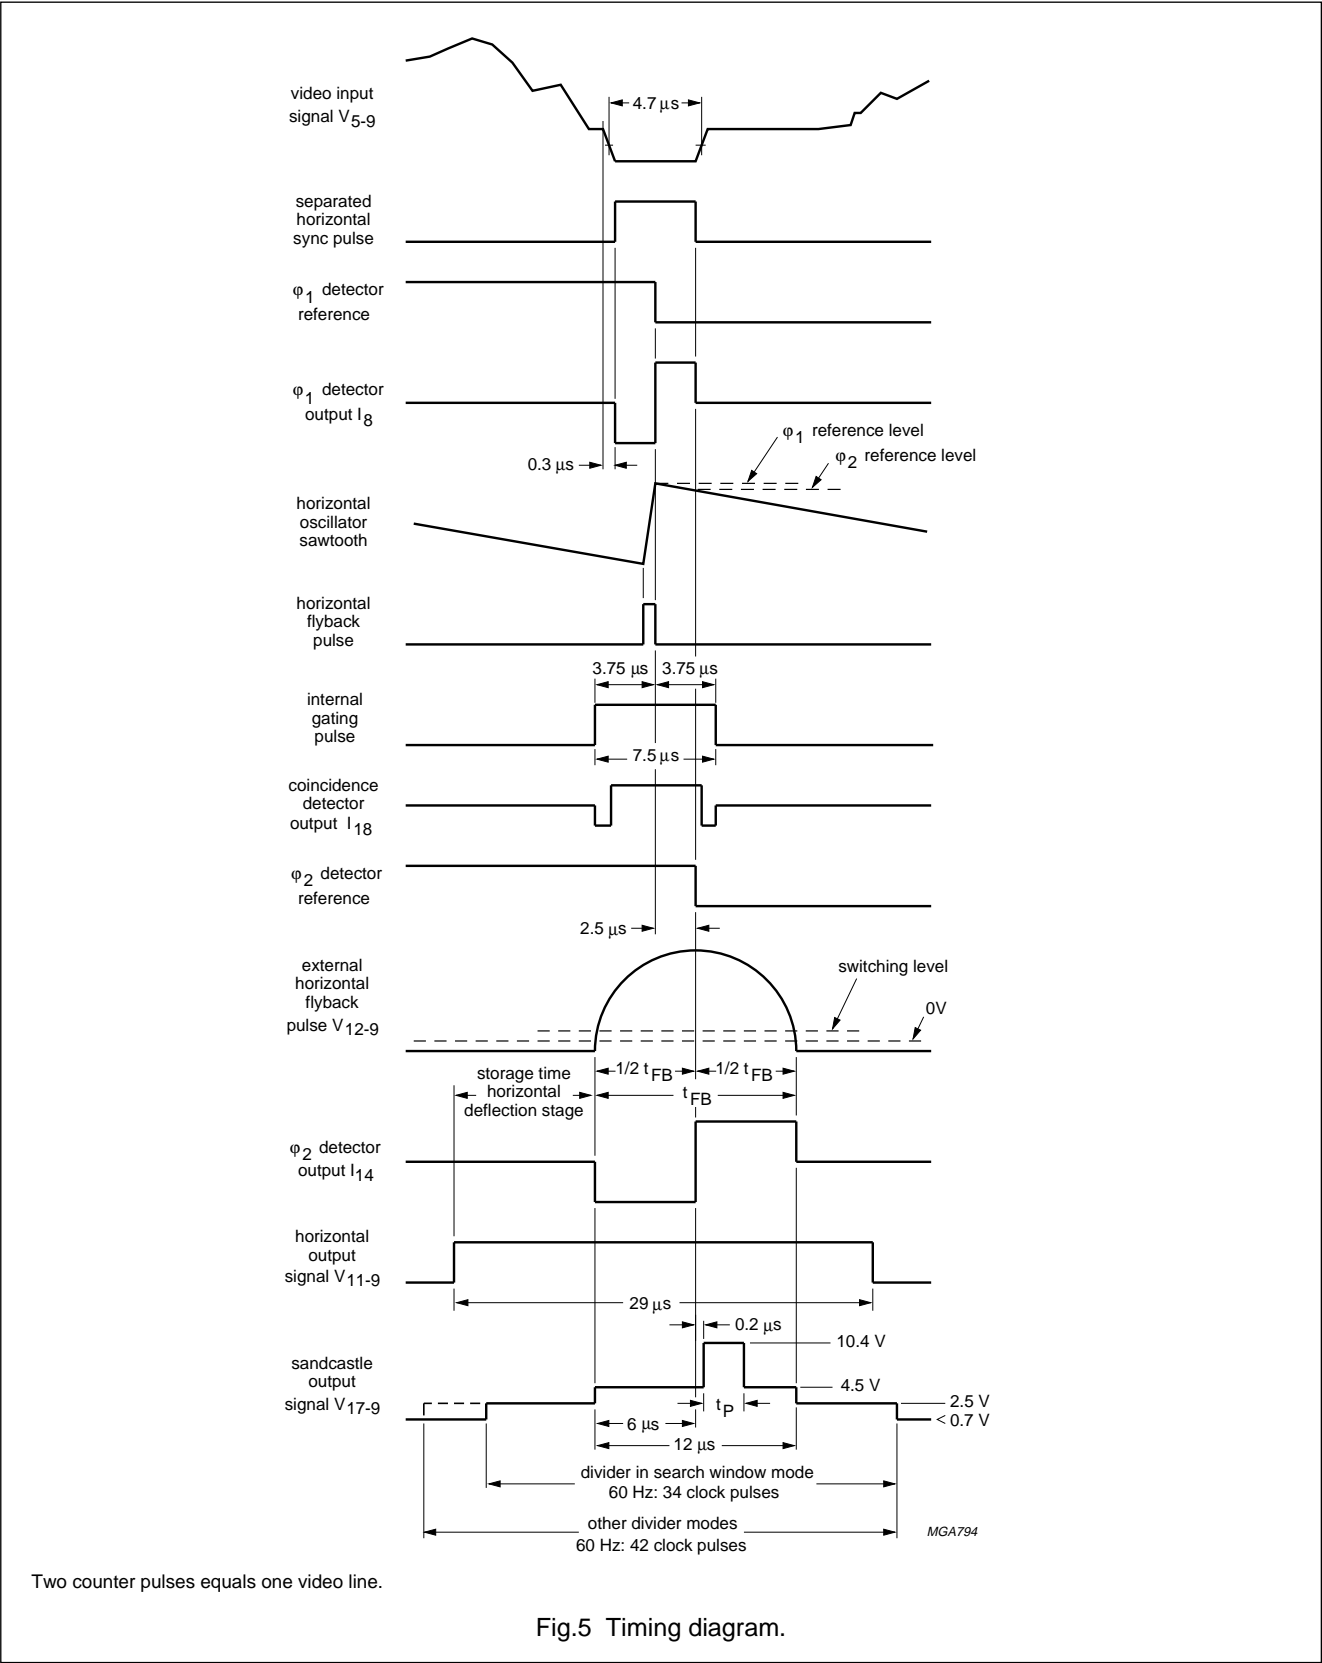 video input
signal V5-9
4.7 µs
separated
horizontal
sync pulse
φ1 detector
reference
φ1 detector
output I8
φ1 reference level
φ2 reference level
0.3 µs
horizontal
oscillator
sawtooth
horizontal
flyback
pulse
3.75 µs 3.75 µs
internal
gating
pulse
7.5 µs
coincidence
detector
output I18
φ2 detector
reference
2.5 µs
external
horizontal
flyback
pulse V12-9
switching level
0V
1/2 tFB 1/2 tFB
storage time
horizontal
deflection stage
tFB
φ2 detector
output I14
horizontal
output
signal V11-9
29 µs
0.2 µs
10.4 V
sandcastle
output
signal V17-9
4.5 V
2.5 V
< 0.7 V
tP
6 µs
12 µs
divider in search window mode
60 Hz: 34 clock pulses
other divider modes
60 Hz: 42 clock pulses
MGA794
Two counter pulses equals one video line.
Fig.5 Timing diagram.